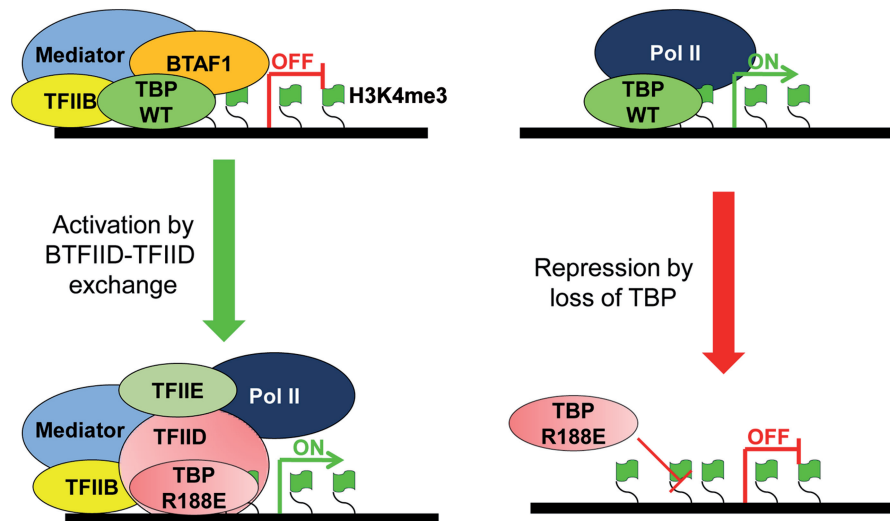 Mediator
BTAF1
TFIIB
TBP
WT
OFF
H3K4me3
Pol II
TBP
WT
ON
Activation by
BTFIID-TFIID
exchange
Repression by
loss of TBP
TFIIE
Pol II
Mediator
TFIID
TFIIB
TBP
R188E
ON
TBP
R188E
OFF